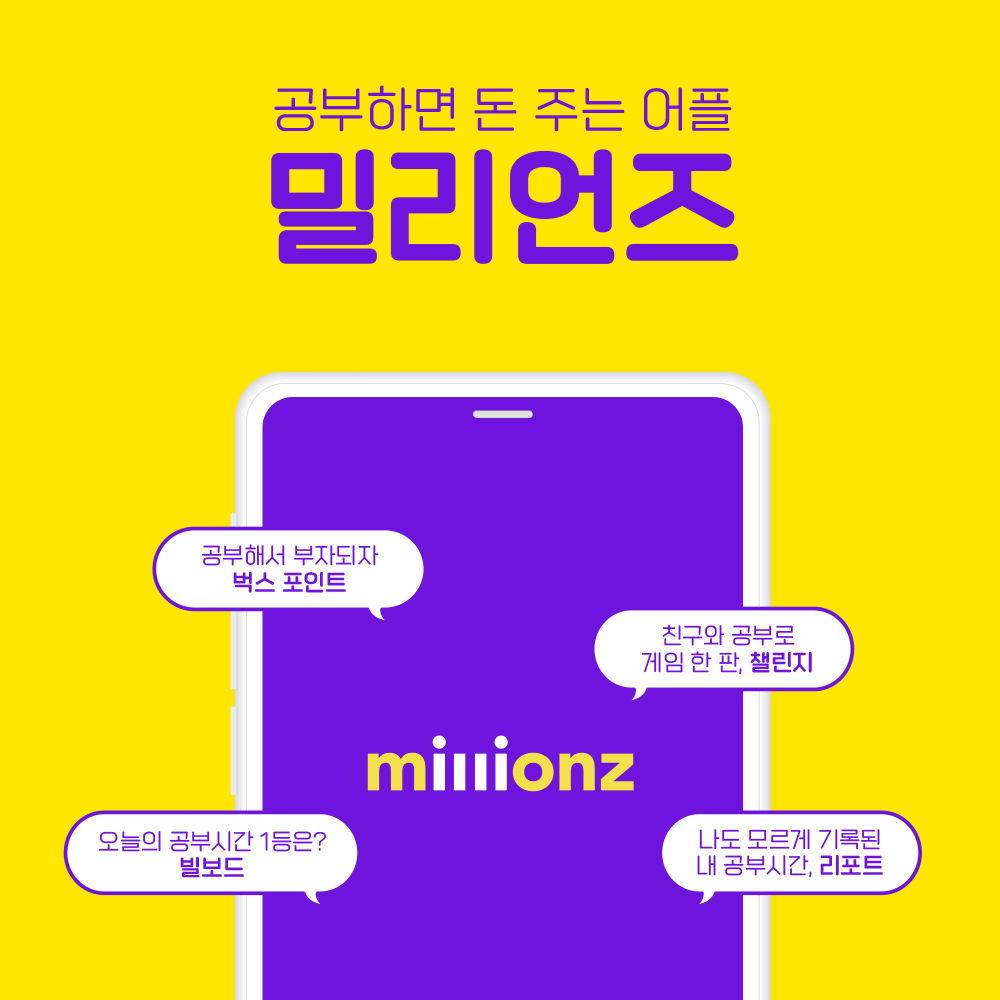 공부하면 돈 주는 어플
밀리언즈
공부해서 부자되자
벅스 포인트
친구와 공부로
게임 한 판, 챌린지
millionz
오늘의 공부시간 1등은?
빌보드
나도 모르게 기록된
내 공부시간, 리포트